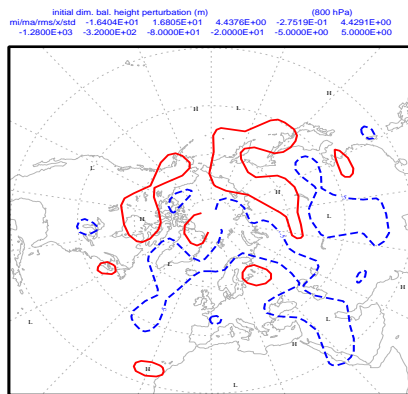 initial dim. bal. height perturbation (m) (800 hPa)
mi/ma/rms/x/std -1.6404E+01 1.6805E+01 4.4376E+00 -2.7519E-01 4.4291E+00
-1.2800E+03 -3.2000E+02 -8.0000E+01 -2.0000E+01 -5.0000E+00 5.0000E+00
H
L
H
L
H
L
H
L
H
L
H
L
L
H
L